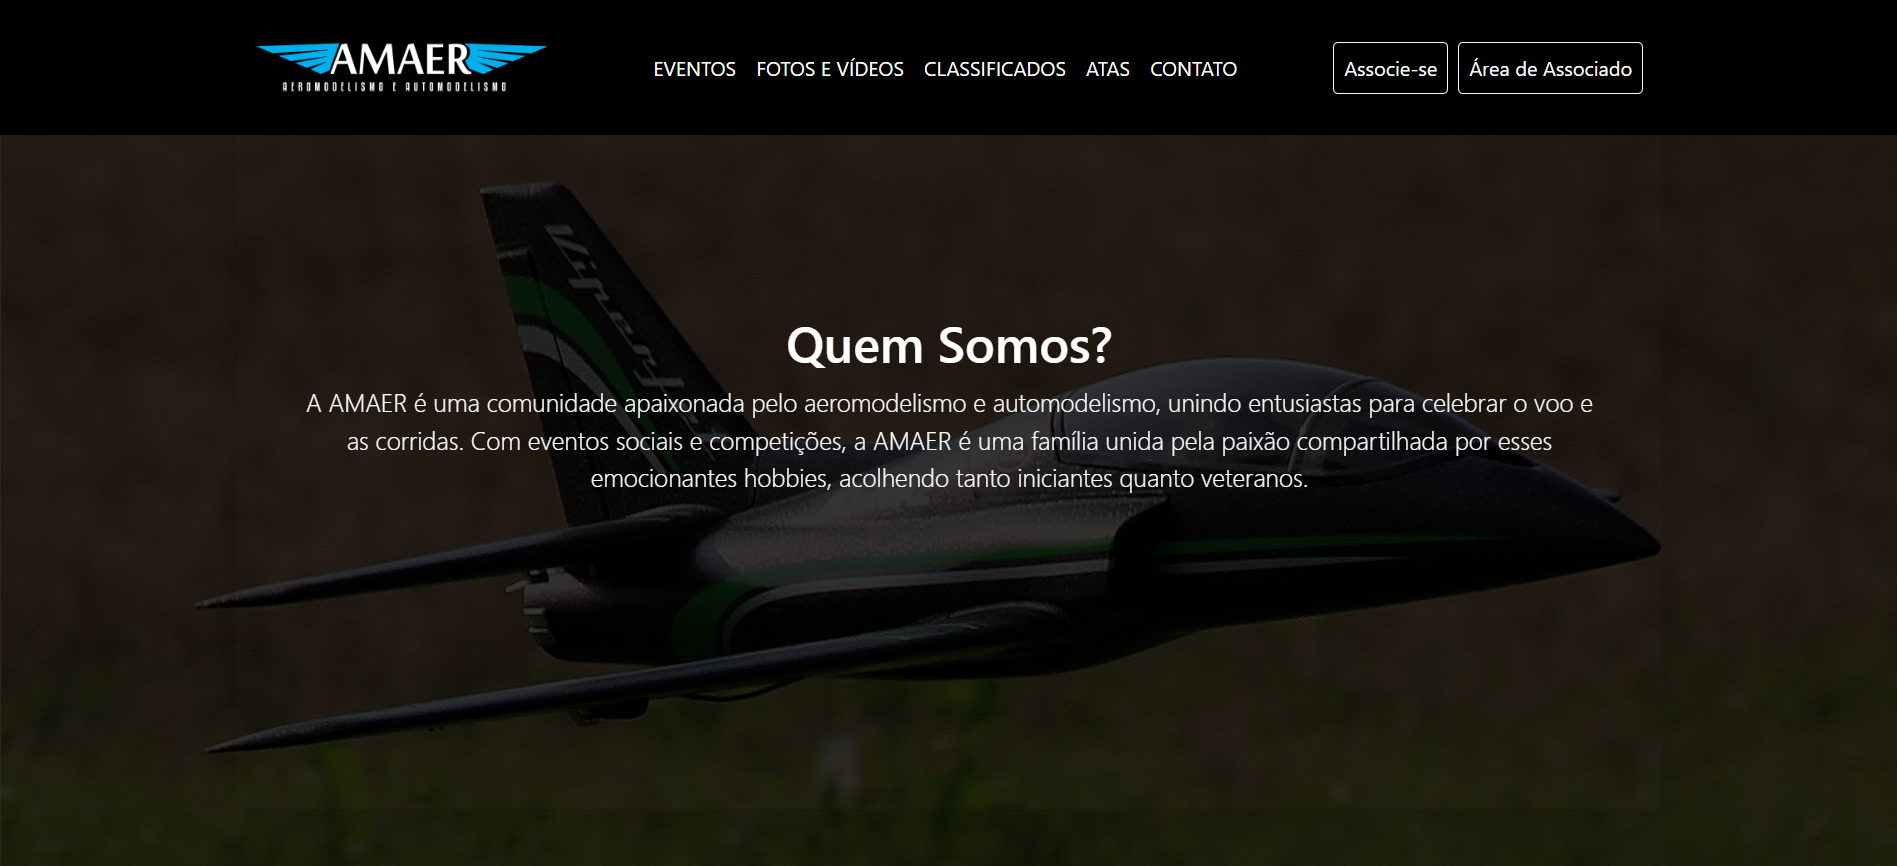 AMAER
AEROMODELISMO E AUTOMODELISMO
EVENTOS FOTOS E VÍDEOS CLASSIFICADOS ATAS CONTATO
Associe-se Área de Associado
ViperJet
Quem Somos?
A AMAER é uma comunidade apaixonada pelo aeromodelismo e automodelismo, unindo entusiastas para celebrar o voo e
as corridas. Com eventos sociais e competições, a AMAER é uma família unida pela paixão compartilhada por esses
emocionantes hobbies, acolhendo tanto iniciantes quanto veteranos.